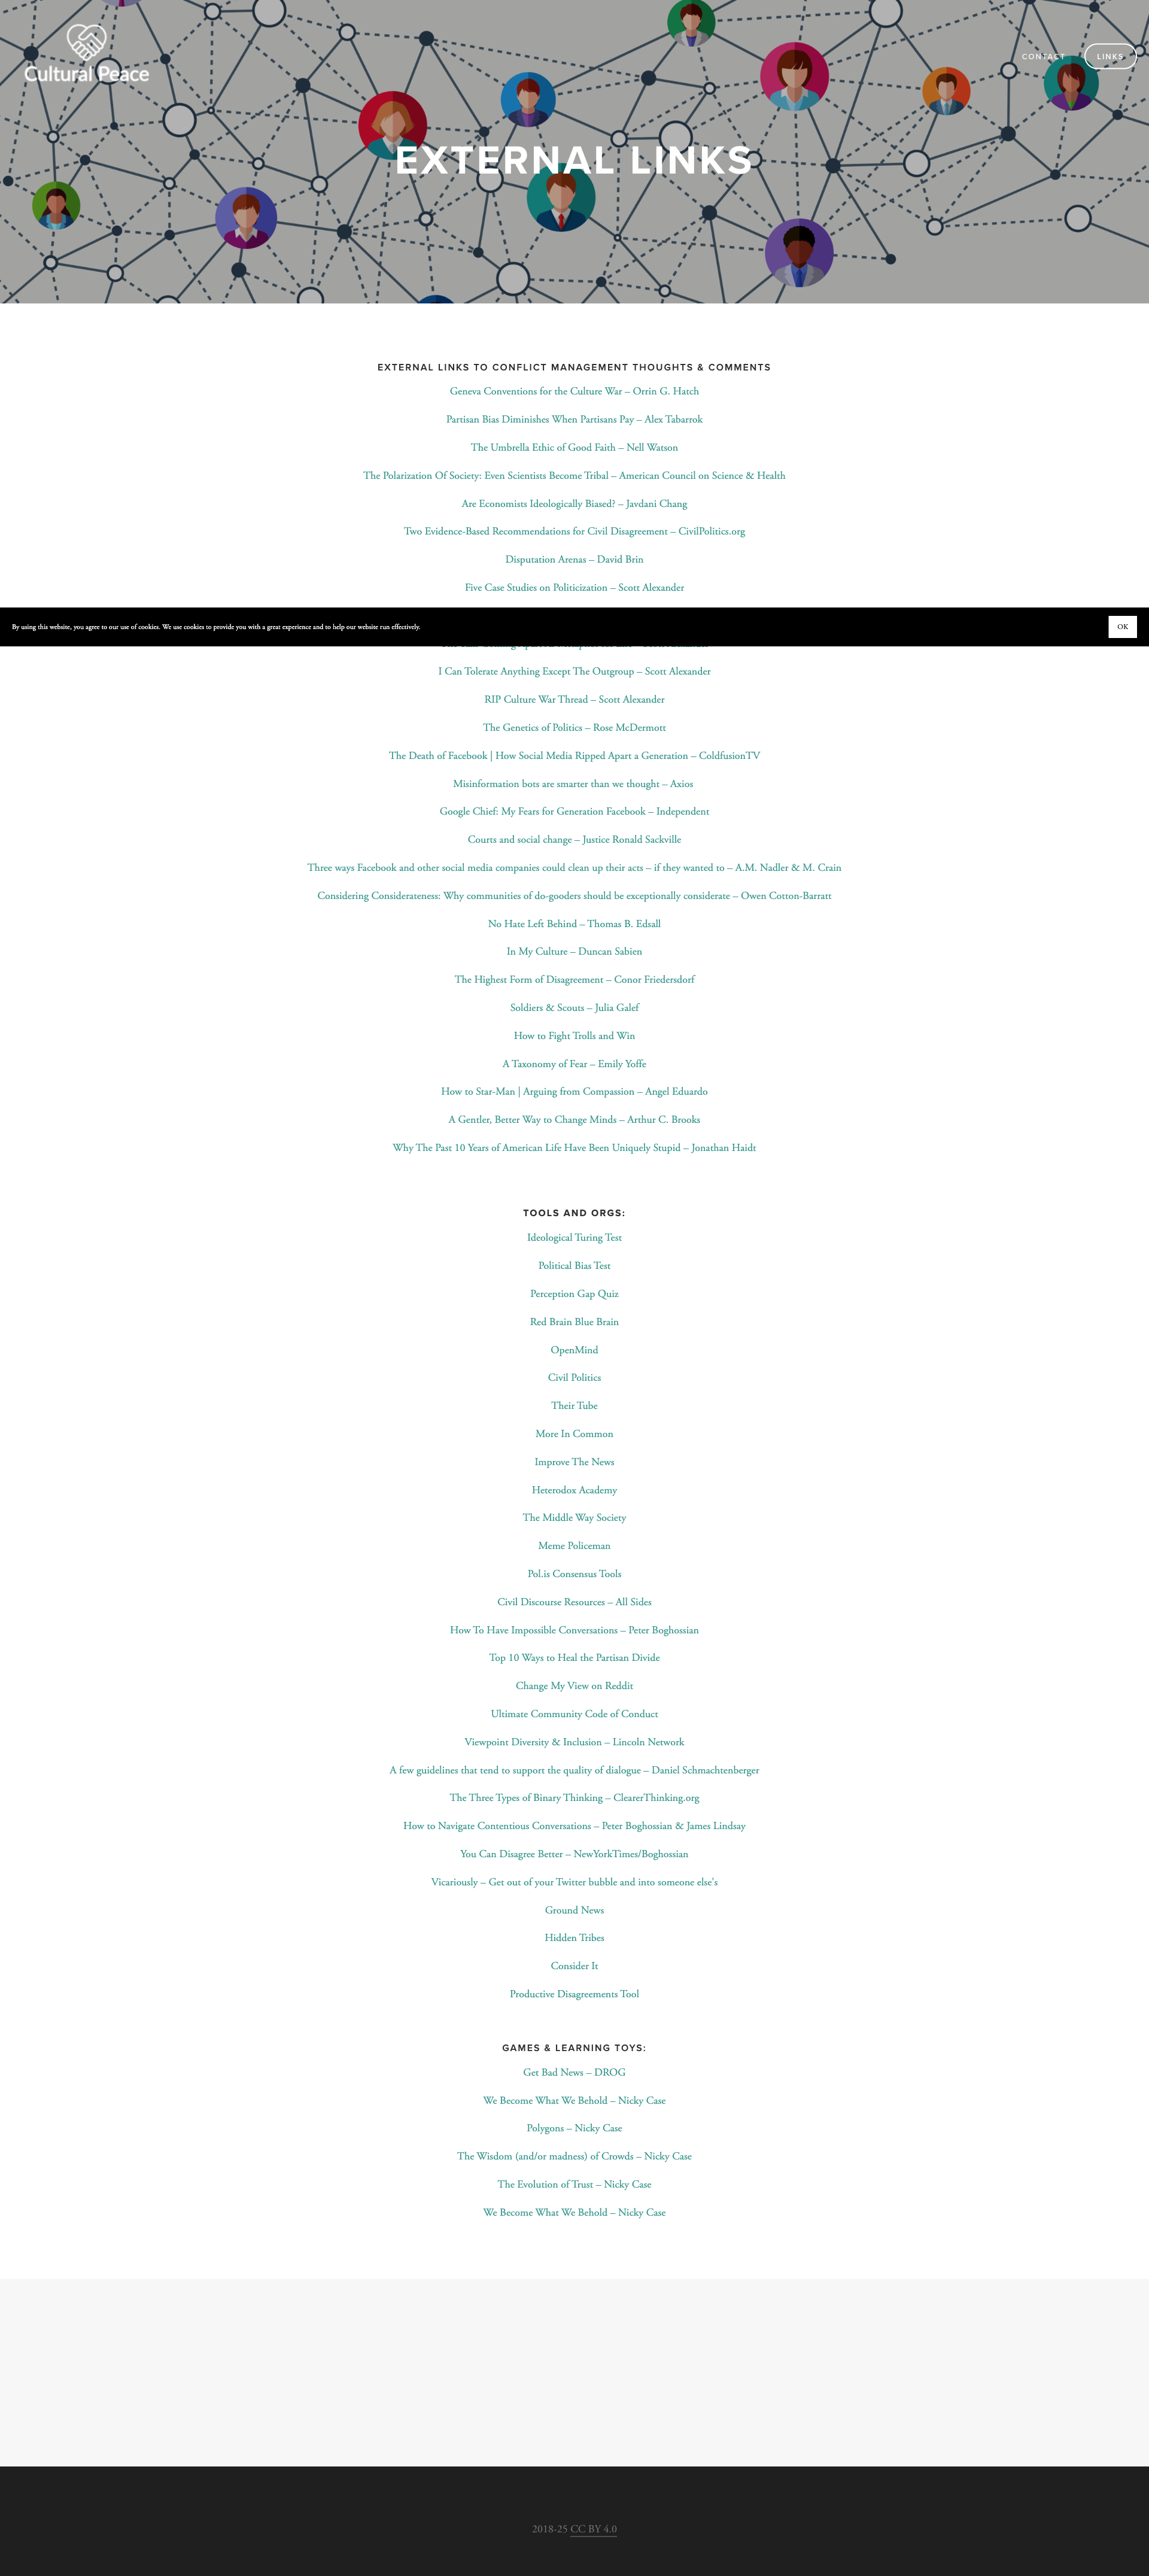 Cultural Peace
CONTACT
LINKS
EXTERNAL LINKS
EXTERNAL LINKS TO CONFLICT MANAGEMENT THOUGHTS & COMMENTS
Geneva Conventions for the Culture War – Orrin G. Hatch
Partisan Bias Diminishes When Partisans Pay – Alex Tabarrok
The Umbrella Ethic of Good Faith – Nell Watson
The Polarization Of Society: Even Scientists Become Tribal – American Council on Science & Health
Are Economists Ideologically Biased? – Javdani Chang
Two Evidence-Based Recommendations for Civil Disagreement – CivilPolitics.org
Disputation Arenas – David Brin
Five Case Studies on Politicization – Scott Alexander
By using this website, you agree to our use of cookies. We use cookies to provide you with a great experience and to help our website run effectively.
OK
I Can Tolerate Anything Except The Outgroup – Scott Alexander
RIP Culture War Thread – Scott Alexander
The Genetics of Politics – Rose McDermott
The Death of Facebook | How Social Media Ripped Apart a Generation – ColdfusionTV
Misinformation bots are smarter than we thought – Axios
Google Chief: My Fears for Generation Facebook – Independent
Courts and social change – Justice Ronald Sackville
Three ways Facebook and other social media companies could clean up their acts – if they wanted to – A.M. Nadler & M. Crain
Considering Considerateness: Why communities of do-gooders should be exceptionally considerate – Owen Cotton-Barratt
No Hate Left Behind – Thomas B. Edsall
In My Culture – Duncan Sabien
The Highest Form of Disagreement – Conor Friedersdorf
Soldiers & Scouts – Julia Galef
How to Fight Trolls and Win
A Taxonomy of Fear – Emily Yoffe
How to Star-Man | Arguing from Compassion – Angel Eduardo
A Gentler, Better Way to Change Minds – Arthur C. Brooks
Why The Past 10 Years of American Life Have Been Uniquely Stupid – Jonathan Haidt
TOOLS AND ORGS:
Ideological Turing Test
Political Bias Test
Perception Gap Quiz
Red Brain Blue Brain
OpenMind
Civil Politics
Their Tube
More In Common
Improve The News
Heterodox Academy
The Middle Way Society
Meme Policeman
Pol.is Consensus Tools
Civil Discourse Resources – All Sides
How To Have Impossible Conversations – Peter Boghossian
Top 10 Ways to Heal the Partisan Divide
Change My View on Reddit
Ultimate Community Code of Conduct
Viewpoint Diversity & Inclusion – Lincoln Network
A few guidelines that tend to support the quality of dialogue – Daniel Schmachtenberger
The Three Types of Binary Thinking – ClearerThinking.org
How to Navigate Contentious Conversations – Peter Boghossian & James Lindsay
You Can Disagree Better – NewYorkTimes/Boghossian
Vicariously – Get out of your Twitter bubble and into someone else's
Ground News
Hidden Tribes
Consider It
Productive Disagreements Tool
GAMES & LEARNING TOYS:
Get Bad News – DROG
We Become What We Behold – Nicky Case
Polygons – Nicky Case
The Wisdom (and/or madness) of Crowds – Nicky Case
The Evolution of Trust – Nicky Case
We Become What We Behold – Nicky Case
2018-25 CC BY 4.0